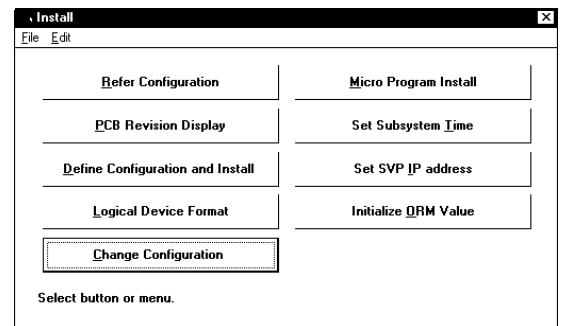 Install
File Edit
Refer Configuration
Micro Program Install
PCB Revision Display
Set Subsystem Time
Define Configuration and Install
Set SVP IP address
Logical Device Format
Initialize ORM Value
Change Configuration
Select button or menu.